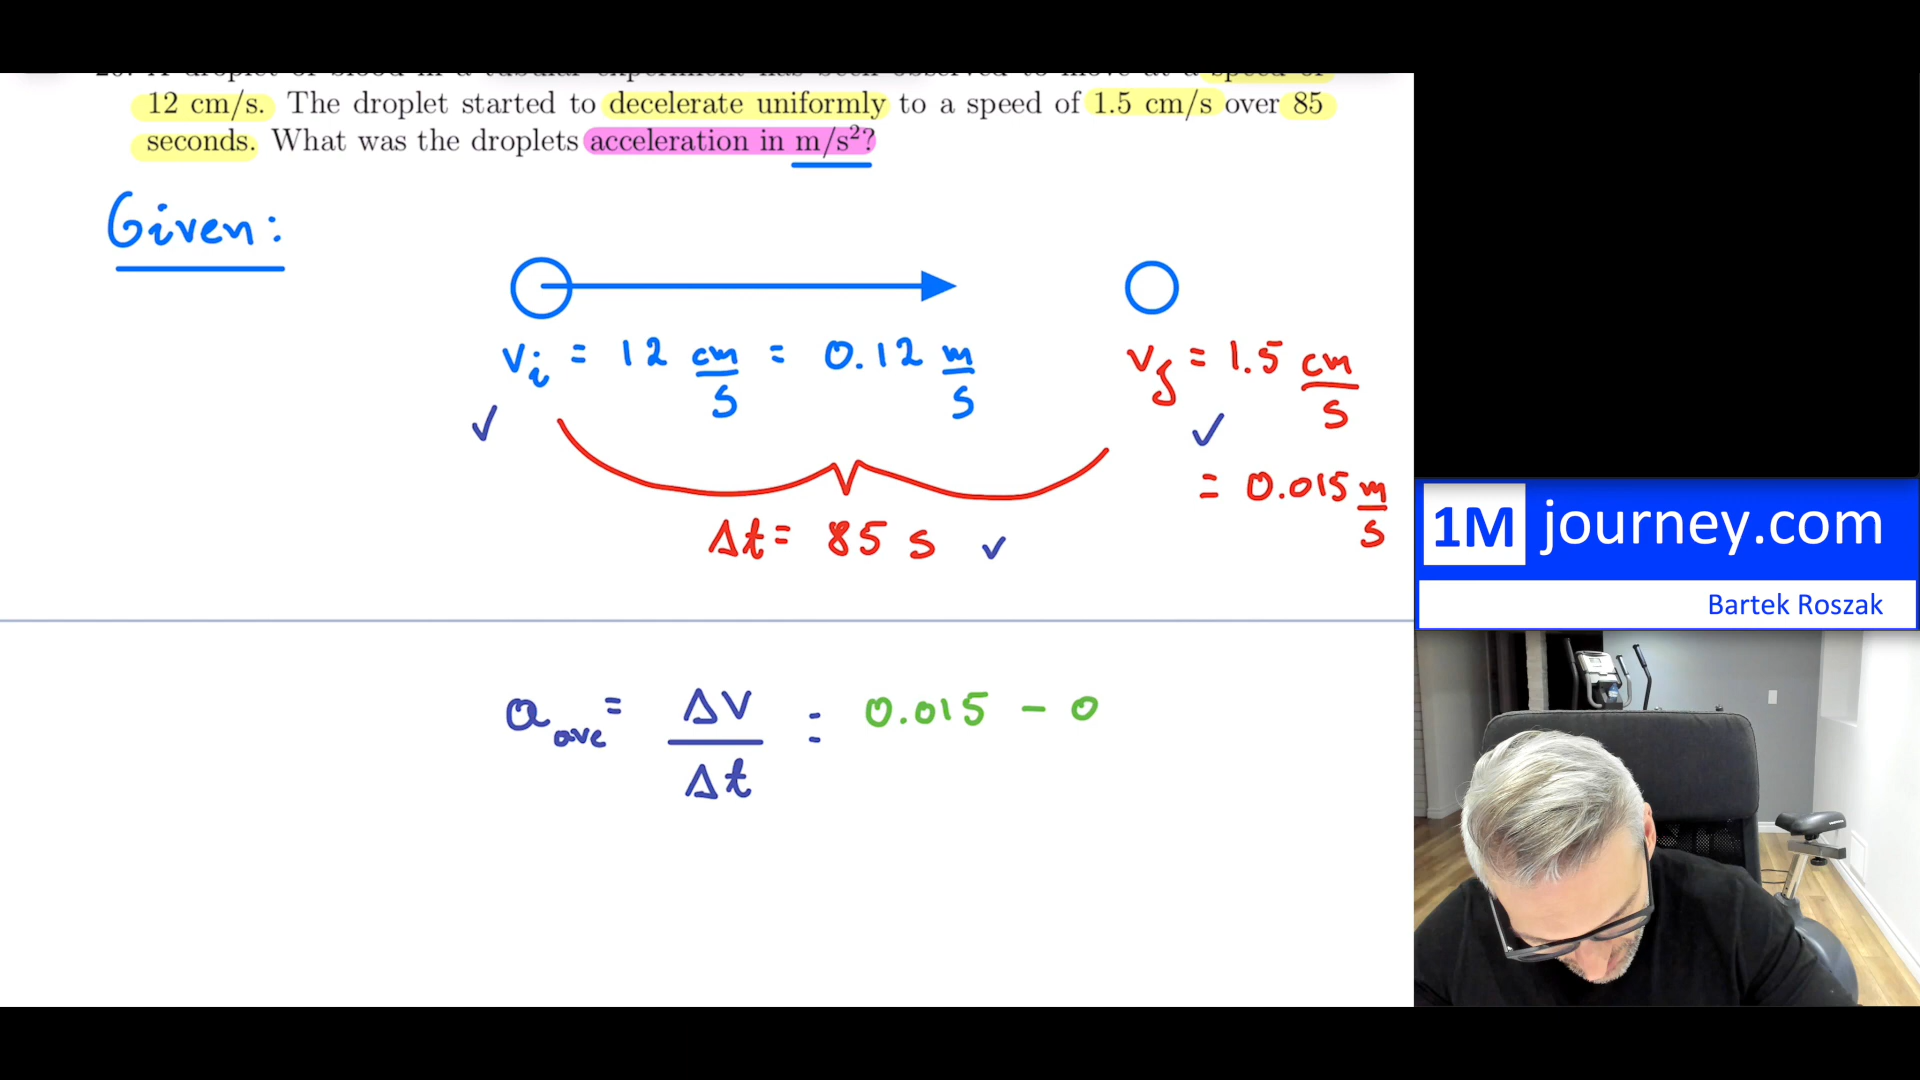 12 cm/s. The droplet started to decelerate uniformly to a speed of 1.5 cm/s over 85
seconds. What was the droplets acceleration in m/s²?
Given:
vi = 12 cm/s = 0.12 m/s
vf = 1.5 cm/s
= 0.015 m/s
Δt = 85 s
a ave = ΔV/Δt = 0.015 - 0
1M journey.com
Bartek Roszak